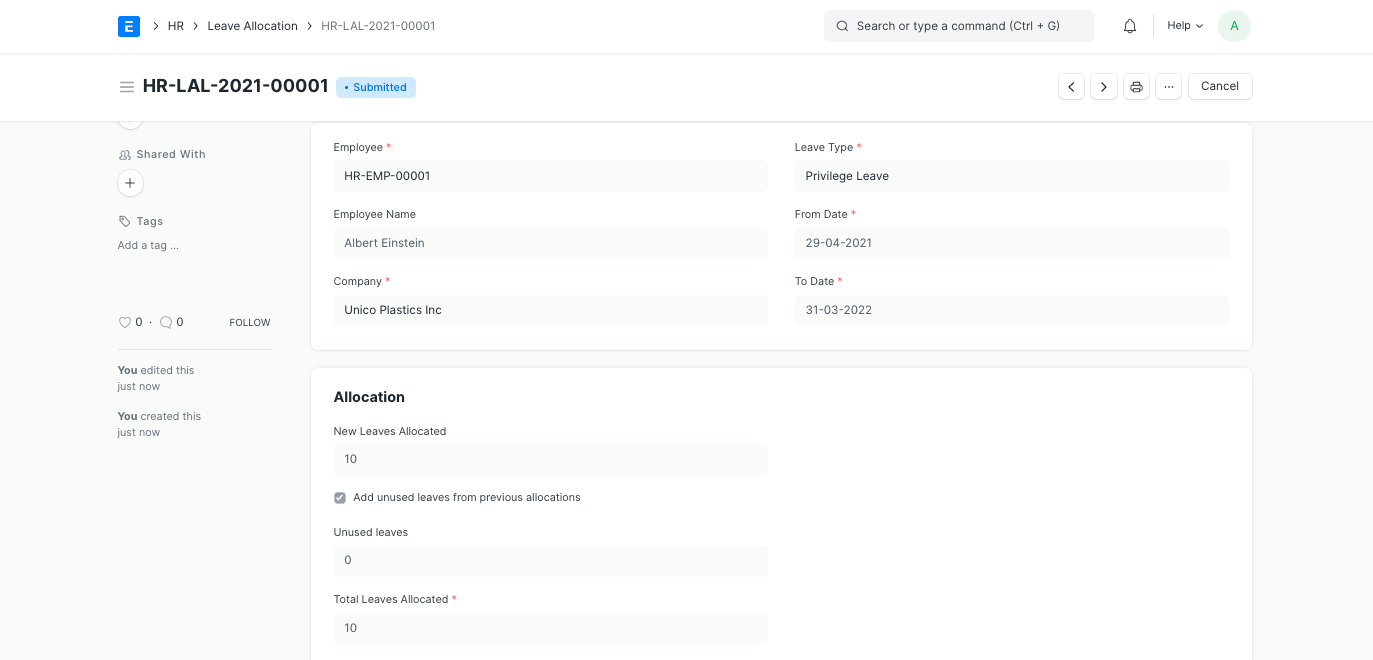 E HR Leave Allocation HR-LAL-2021-00001 Search or type a command (Ctrl + G) Help A
HR-LAL-2021-00001 • Submitted ··· Cancel
Shared With
+
Tags
Add a tag ...
0 · 0 FOLLOW
You edited this
just now
You created this
just now
Employee *
HR-EMP-00001
Employee Name
Albert Einstein
Company *
Unico Plastics Inc
Leave Type *
Privilege Leave
From Date *
29-04-2021
To Date *
31-03-2022
Allocation
New Leaves Allocated
10
Add unused leaves from previous allocations
Unused leaves
0
Total Leaves Allocated *
10